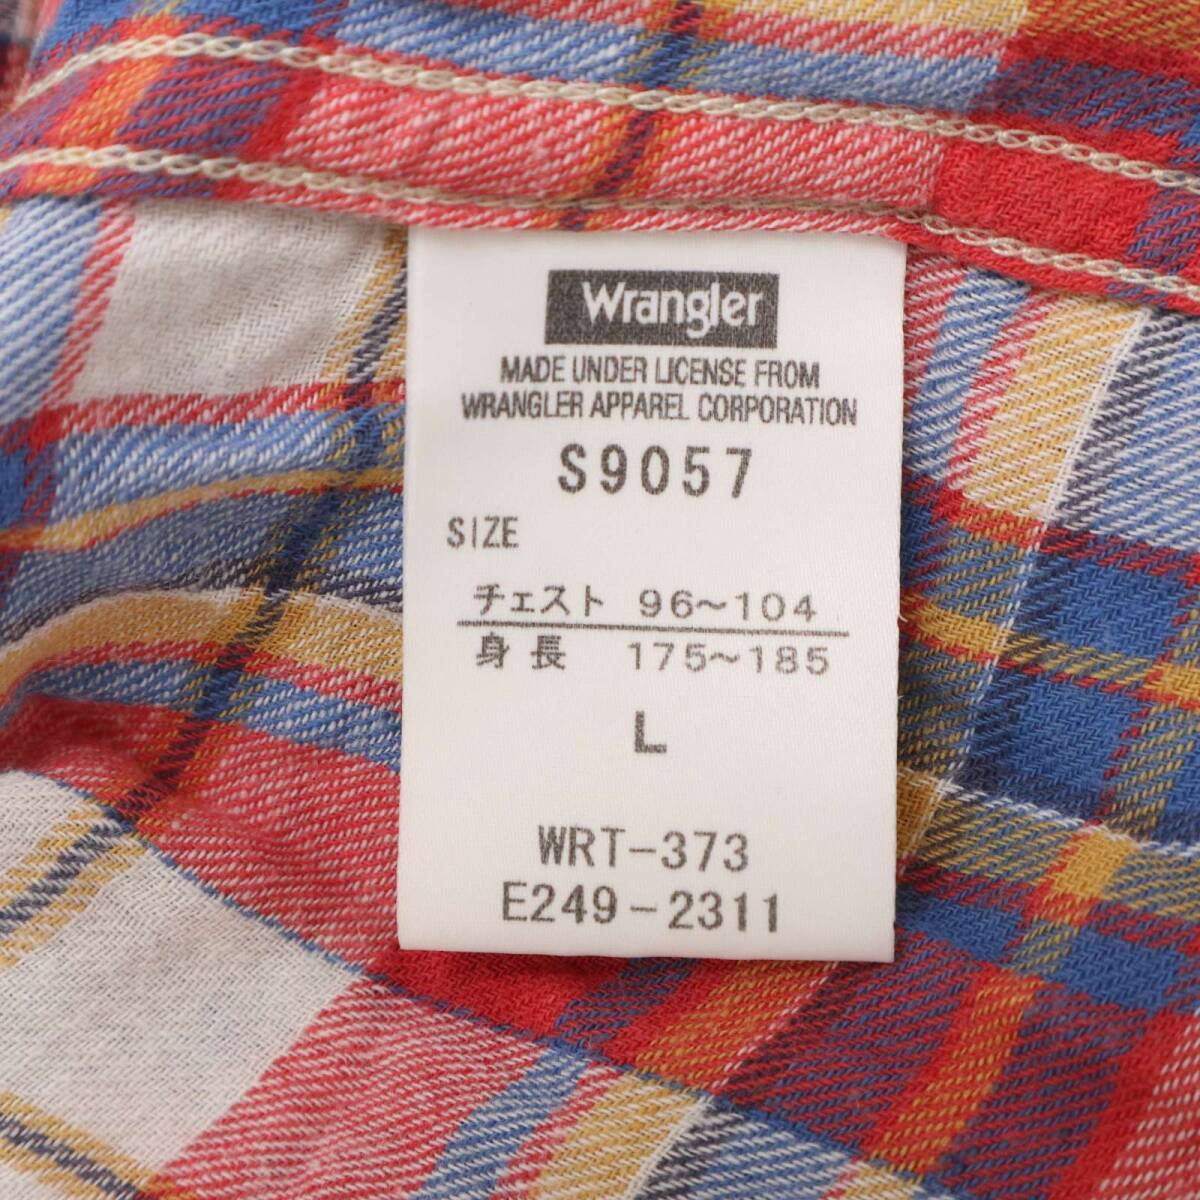 Wrangler
MADE UNDER LICENSE FROM
WRANGLER APPAREL CORPORATION
S9057
SIZE
チェスト 96～104
身長 175～185
L
WRT-373
E249-2311